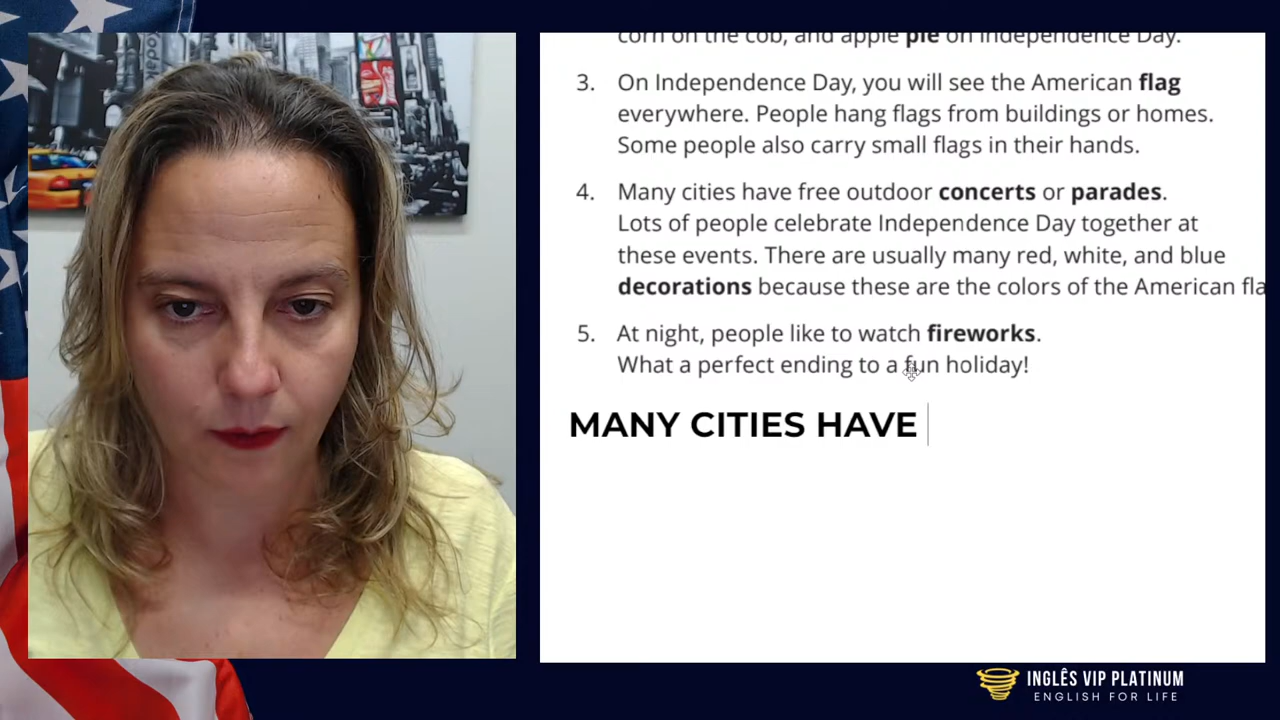 corn on the cob, and apple pie on Independence Day.
3. On Independence Day, you will see the American flag
everywhere. People hang flags from buildings or homes.
Some people also carry small flags in their hands.
4. Many cities have free outdoor concerts or parades.
Lots of people celebrate Independence Day together at
these events. There are usually many red, white, and blue
decorations because these are the colors of the American fla
5. At night, people like to watch fireworks.
What a perfect ending to a fun holiday!
MANY CITIES HAVE
INGLÊS VIP PLATINUM
ENGLISH FOR LIFE